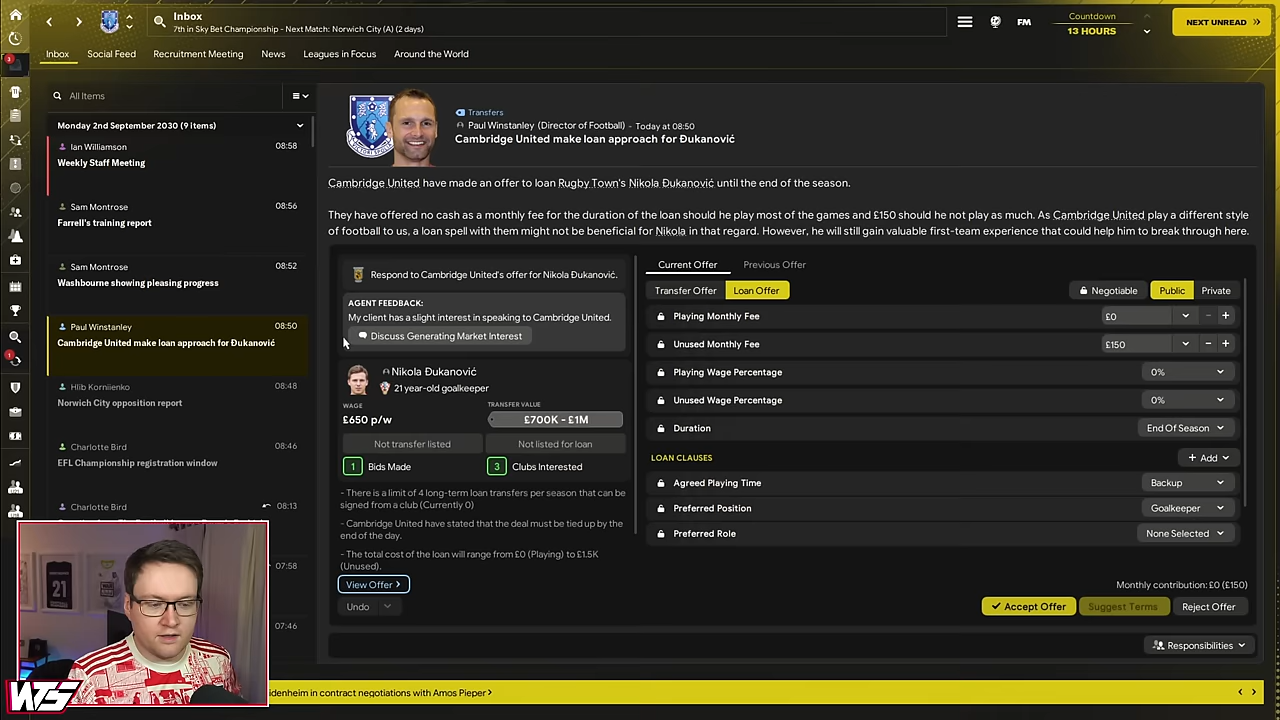 Inbox
7th in Sky Bet Championship - Next Match: Norwich City (A) (2 days)
FM
Countdown
13 HOURS
NEXT UNREAD
Inbox
Social Feed
Recruitment Meeting
News
Leagues in Focus
Around the World
3
1
All Items
Monday 2nd September 2030 (9 Items)
Ian Williamson
08:58
Weekly Staff Meeting
Sam Montrose
08:56
Farrell's training report
Sam Montrose
08:52
Washbourne showing pleasing progress
Paul Winstanley
08:50
Cambridge United make loan approach for Đukanović
Hlib Korniienko
08:48
Norwich City opposition report
Charlotte Bird
08:46
EFL Championship registration window
Charlotte Bird
08:13
07:58
07:46
Transfers
Paul Winstanley (Director of Football) - Today at 08:50
Cambridge United make loan approach for Đukanović
Cambridge United have made an offer to loan Rugby Town's Nikola Đukanović until the end of the season.
They have offered no cash as a monthly fee for the duration of the loan should he play most of the games and £150 should he not play as much. As Cambridge United play a different style
of football to us, a loan spell with them might not be beneficial for Nikola in that regard. However, he will still gain valuable first-team experience that could help him to break through here.
Respond to Cambridge United's offer for Nikola Đukanović.
AGENT FEEDBACK:
My client has a slight interest in speaking to Cambridge United.
Discuss Generating Market Interest
Nikola Đukanović
21 year-old goalkeeper
WAGE
£650 p/w
TRANSFER VALUE
£700K - £1M
Not transfer listed
Not listed for loan
1 Bids Made
3 Clubs Interested
- There is a limit of 4 long-term loan transfers per season that can be
signed from a club (Currently 0)
- Cambridge United have stated that the deal must be tied up by the
end of the day.
- The total cost of the loan will range from £0 (Playing) to £1.5K
(Unused).
View Offer
Undo
Current Offer
Previous Offer
Transfer Offer
Loan Offer
Negotiable
Public
Private
Playing Monthly Fee
£0
Unused Monthly Fee
£150
Playing Wage Percentage
0%
Unused Wage Percentage
0%
Duration
End Of Season
LOAN CLAUSES
+ Add
Agreed Playing Time
Backup
Preferred Position
Goalkeeper
Preferred Role
None Selected
Monthly contribution: £0 (£150)
Accept Offer
Suggest Terms
Reject Offer
Responsibilities
21
WTS
idenheim in contract negotiations with Amos Pieper